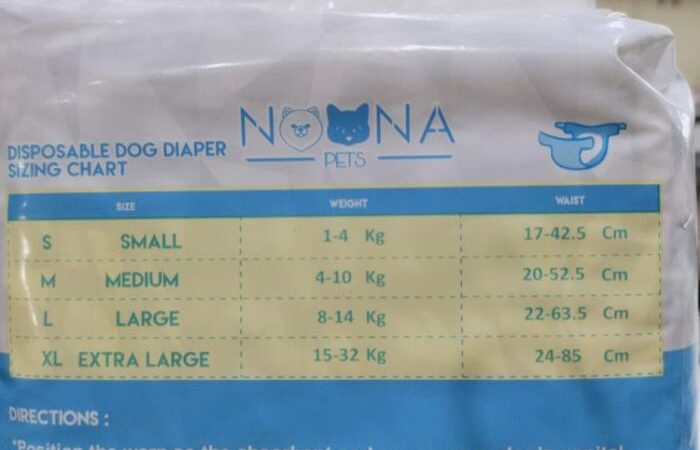 NOONA
PETS
DISPOSABLE DOG DIAPER
SIZING CHART
SIZE WEIGHT WAIST
S SMALL 1-4 Kg 17-42.5 Cm
M MEDIUM 4-10 Kg 20-52.5 Cm
L LARGE 8-14 Kg 22-63.5 Cm
XL EXTRA LARGE 15-32 Kg 24-85 Cm
DIRECTIONS :
*Position the